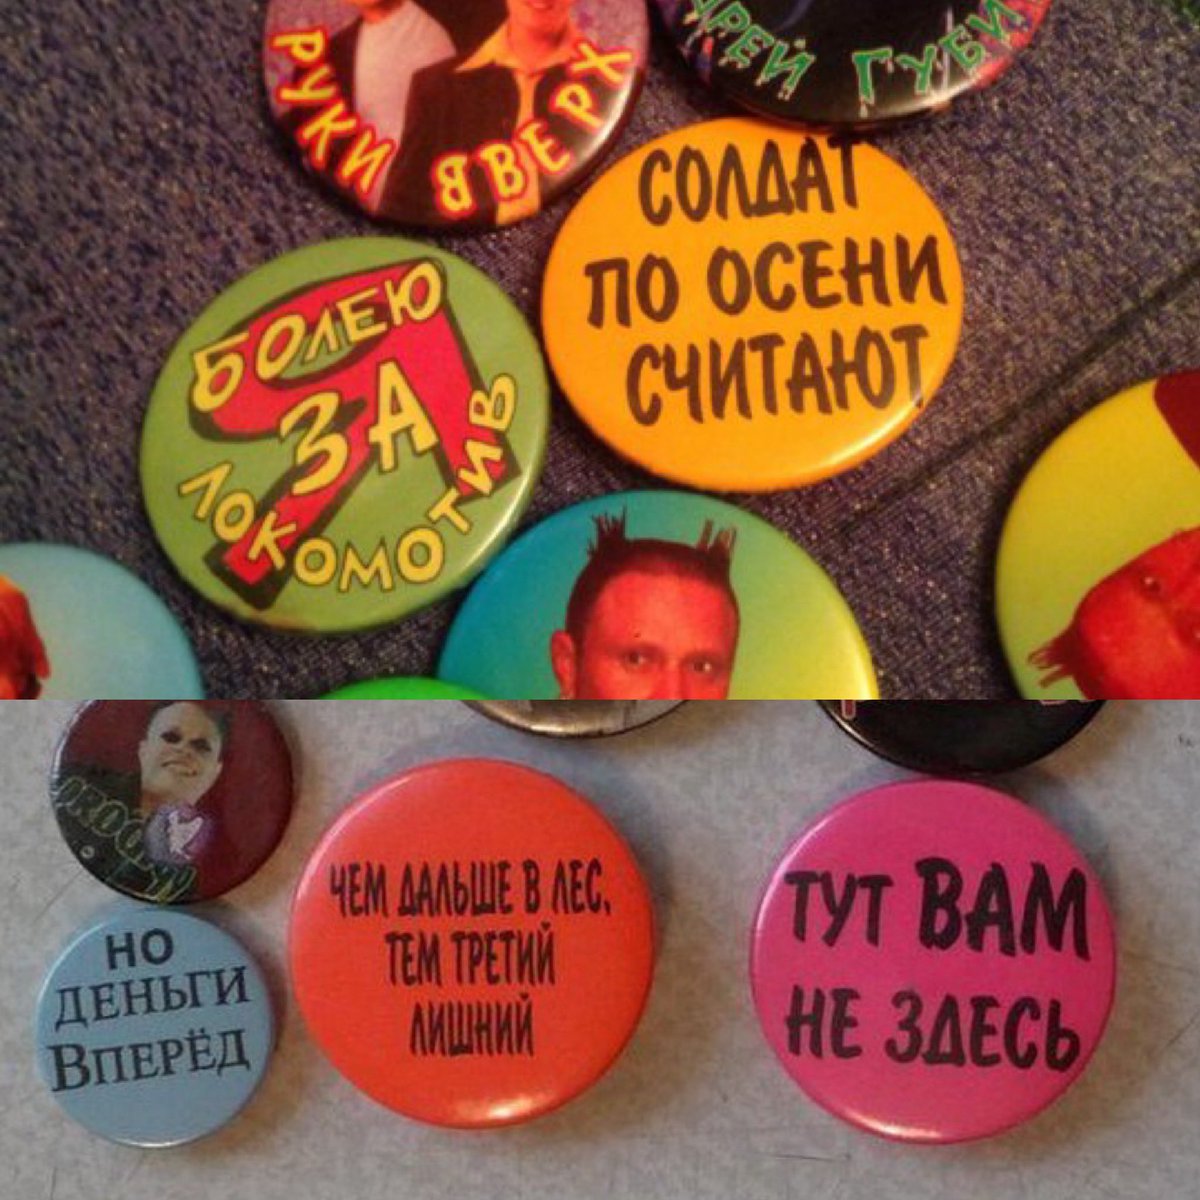 РУКИ ВВЕРХ
ГУБИ
СОЛДАТ
ПО ОСЕНИ
СЧИТАЮТ
БОЛЕЮ
ЗА
ЛОКОМОТИВ
НО
ДЕНЬГИ
ВПЕРЁД
ЧЕМ ДАЛЬШЕ В ЛЕС,
ТЕМ ТРЕТИЙ
ЛИШНИЙ
ТУТ ВАМ
НЕ ЗДЕСЬ